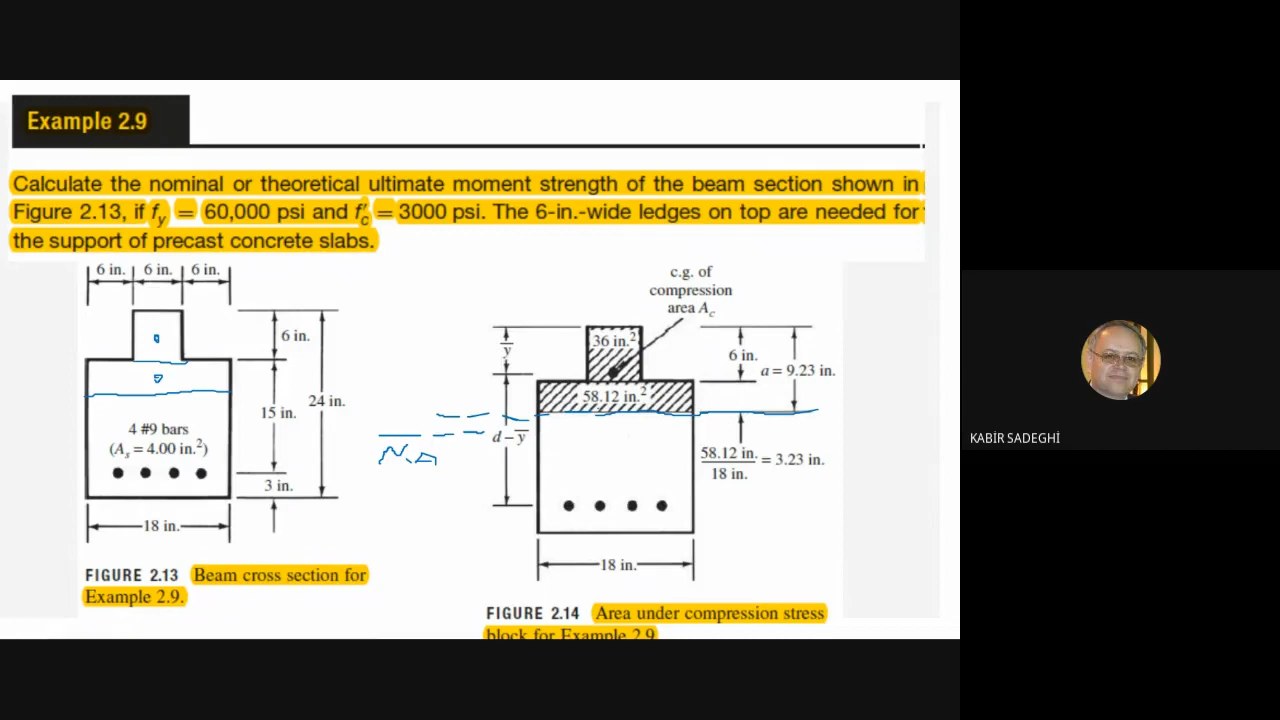 Example 2.9
Calculate the nominal or theoretical ultimate moment strength of the beam section shown in
Figure 2.13, if fy = 60,000 psi and f′c = 3000 psi. The 6-in.-wide ledges on top are needed for
the support of precast concrete slabs.
6 in. 6 in. 6 in.
6 in.
15 in. 24 in.
4 #9 bars
(As = 4.00 in.²)
3 in.
18 in.
FIGURE 2.13 Beam cross section for
Example 2.9.
N.A
c.g. of
compression
area Ac
36 in.²
y̅
6 in.
a = 9.23 in.
58.12 in.²
d – y̅
58.12 in.
18 in.
= 3.23 in.
18 in.
FIGURE 2.14 Area under compression stress
block for Example 2.9
KABİR SADEGHİ